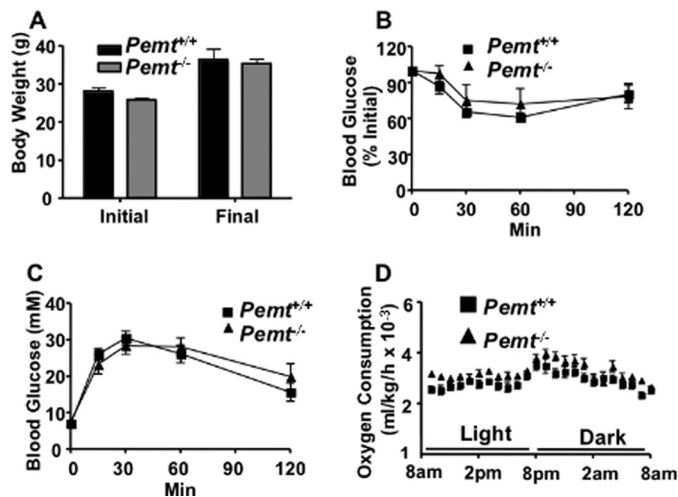 A
Body Weight (g)
40
30
20
10
0
Pemt+/+
Pemt-/-
Initial
Final
B
Blood Glucose
(% Initial)
120
90
60
30
0
Pemt+/+
Pemt-/-
0 30 60 90 120
Min
C
Blood Glucose (mM)
40
30
20
10
0
Pemt+/+
Pemt-/-
0 30 60 90 120
Min
D
Oxygen Consumption
(ml/kg/h x 10-3)
6
4
2
1
Pemt+/+
Pemt-/-
Light
Dark
8am 2pm 8pm 2am 8am